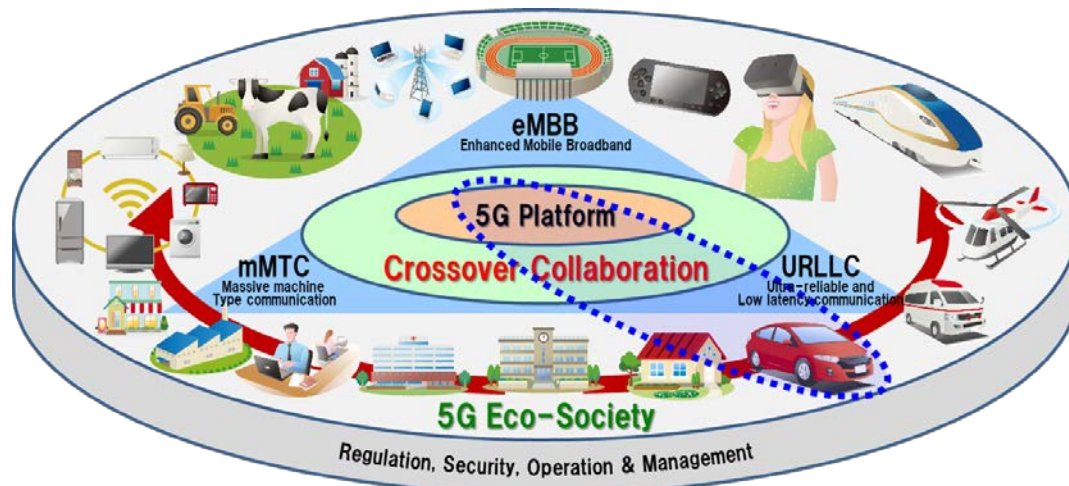 eMBB
Enhanced Mobile Broadband
5G Platform
Crossover Collaboration
mMTC
Massive machine
Type communication
URLLC
Ultra-reliable and
Low latency communication
5G Eco-Society
Regulation, Security, Operation & Management